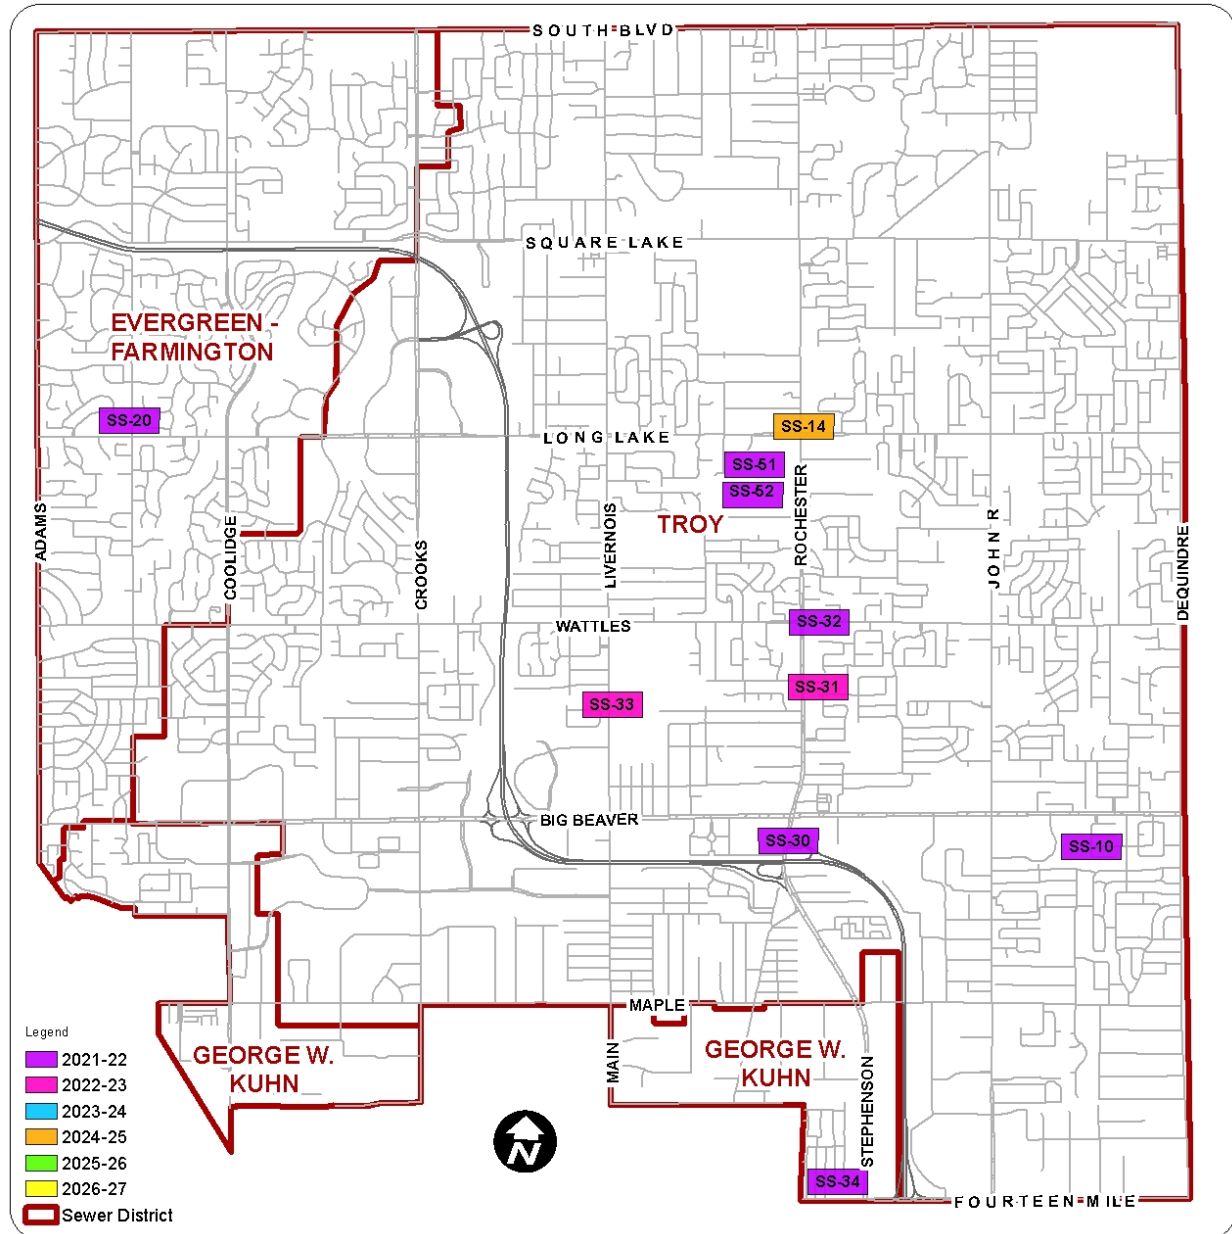 SOUTH BLVD
SQUARE LAKE
EVERGREEN -
FARMINGTON
SS-20
SS-14
LONG LAKE
SS-51
SS-52
TROY
ADAMS
COOLIDGE
CROOKS
LIVERNOIS
ROCHESTER
JOHN R
DEQUINDRE
WATTLES
SS-32
SS-31
SS-33
BIG BEAVER
SS-30
SS-10
MAPLE
GEORGE W.
KUHN
MAIN
GEORGE W.
KUHN
STEPHENSON
N
SS-34
FOURTEEN MILE
Legend
2021-22
2022-23
2023-24
2024-25
2025-26
2026-27
Sewer District